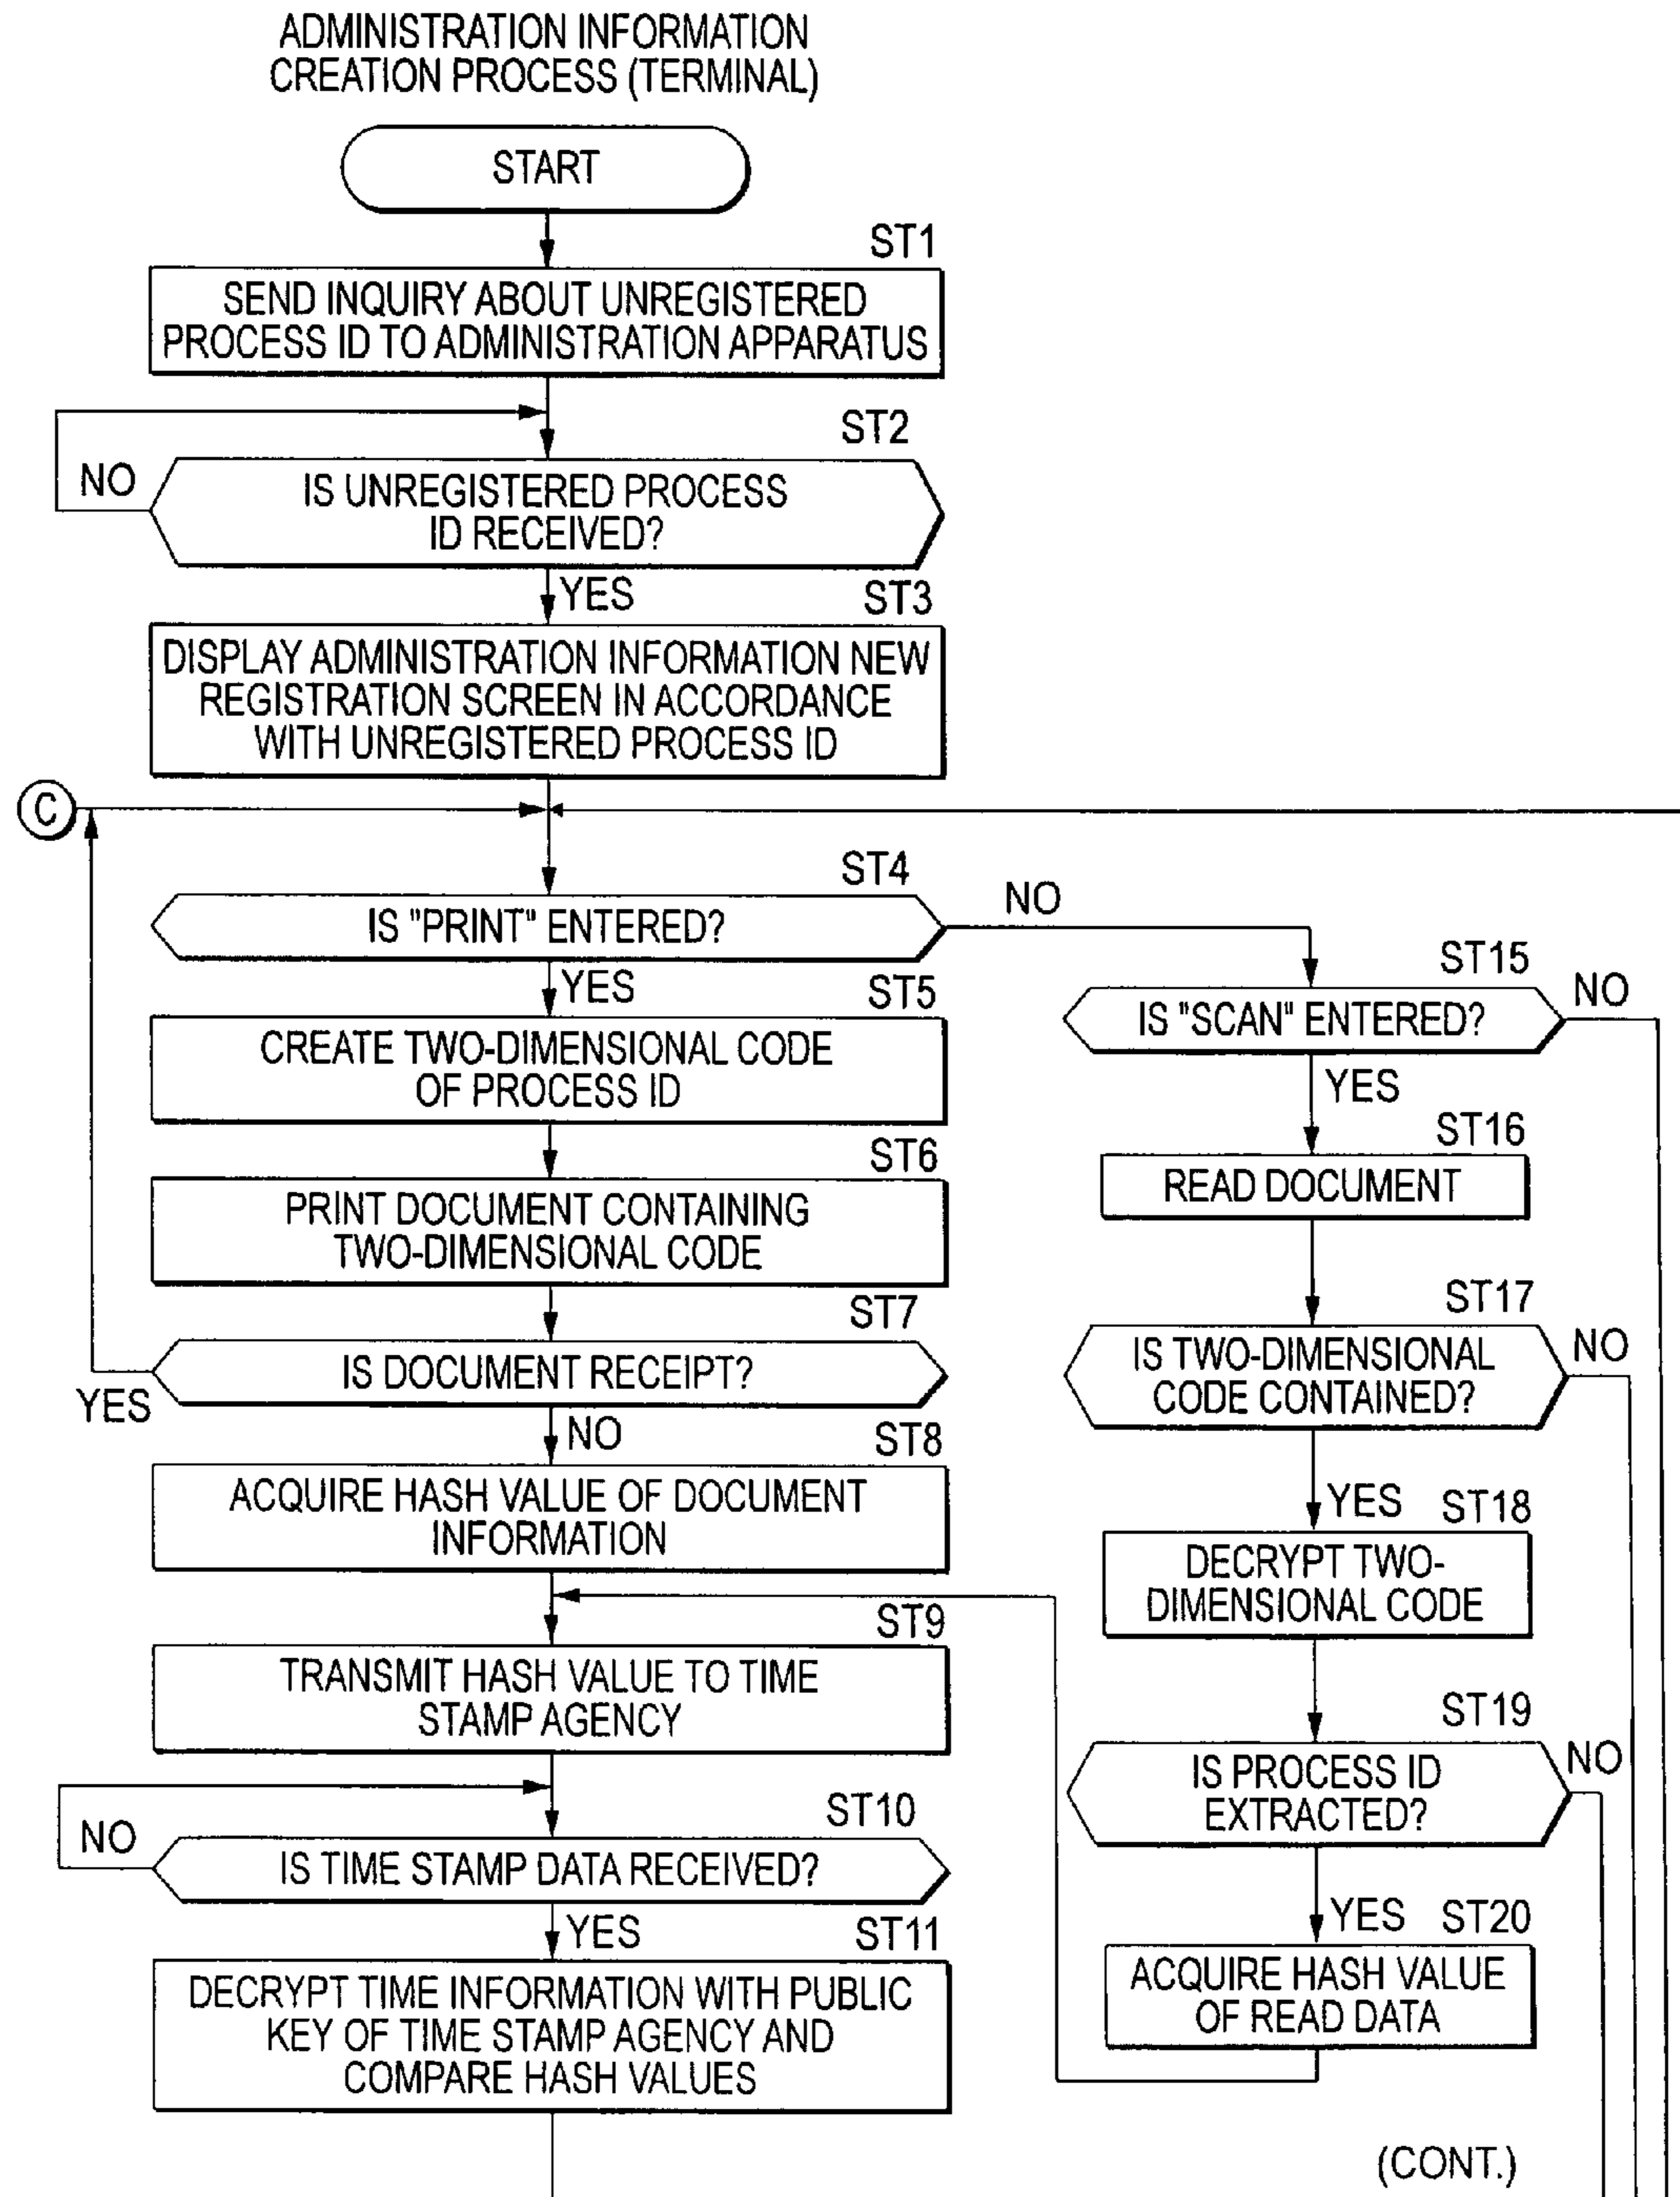 ADMINISTRATION INFORMATION
CREATION PROCESS (TERMINAL)
START
ST1
SEND INQUIRY ABOUT UNREGISTERED
PROCESS ID TO ADMINISTRATION APPARATUS
ST2
NO
IS UNREGISTERED PROCESS
ID RECEIVED?
YES
ST3
DISPLAY ADMINISTRATION INFORMATION NEW
REGISTRATION SCREEN IN ACCORDANCE
WITH UNREGISTERED PROCESS ID
C
ST4
IS "PRINT" ENTERED?
NO
YES
ST5
CREATE TWO-DIMENSIONAL CODE
OF PROCESS ID
ST6
PRINT DOCUMENT CONTAINING
TWO-DIMENSIONAL CODE
ST7
IS DOCUMENT RECEIPT?
YES
NO
ST8
ACQUIRE HASH VALUE OF DOCUMENT
INFORMATION
ST9
TRANSMIT HASH VALUE TO TIME
STAMP AGENCY
ST10
NO
IS TIME STAMP DATA RECEIVED?
YES
ST11
DECRYPT TIME INFORMATION WITH PUBLIC
KEY OF TIME STAMP AGENCY AND
COMPARE HASH VALUES
ST15
IS "SCAN" ENTERED?
NO
YES
ST16
READ DOCUMENT
ST17
IS TWO-DIMENSIONAL
CODE CONTAINED?
NO
YES
ST18
DECRYPT TWO-
DIMENSIONAL CODE
ST19
IS PROCESS ID
EXTRACTED?
NO
YES
ST20
ACQUIRE HASH VALUE
OF READ DATA
(CONT.)